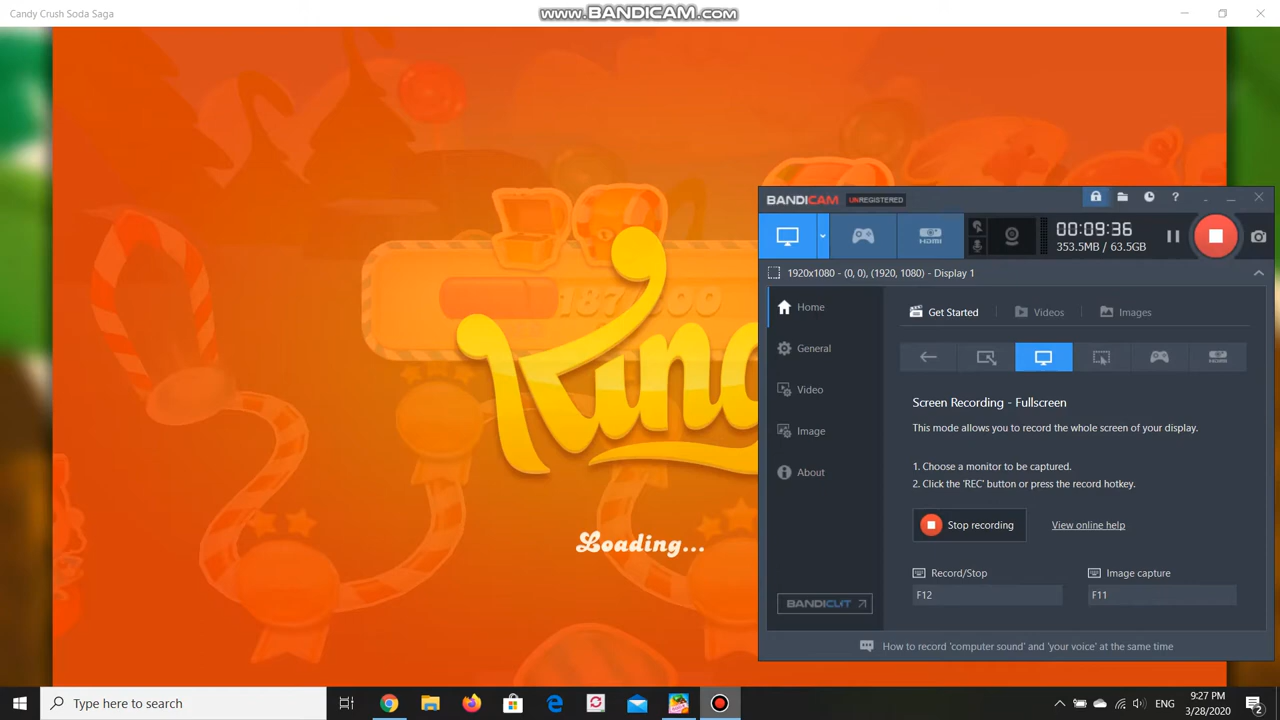 Candy Crush Soda Saga
www.BANDICAM.com
187
00
King
Loading...
BANDICAM UNREGISTERED
HDMI
00:09:36
353.5MB / 63.5GB
1920x1080 - (0, 0), (1920, 1080) - Display 1
Home
General
Video
Image
About
BANDICUT
Get Started
Videos
Images
Screen Recording - Fullscreen
This mode allows you to record the whole screen of your display.
1. Choose a monitor to be captured.
2. Click the 'REC' button or press the record hotkey.
Stop recording
View online help
Record/Stop
Image capture
F12
F11
How to record 'computer sound' and 'your voice' at the same time
Type here to search
ENG
9:27 PM
3/28/2020
2